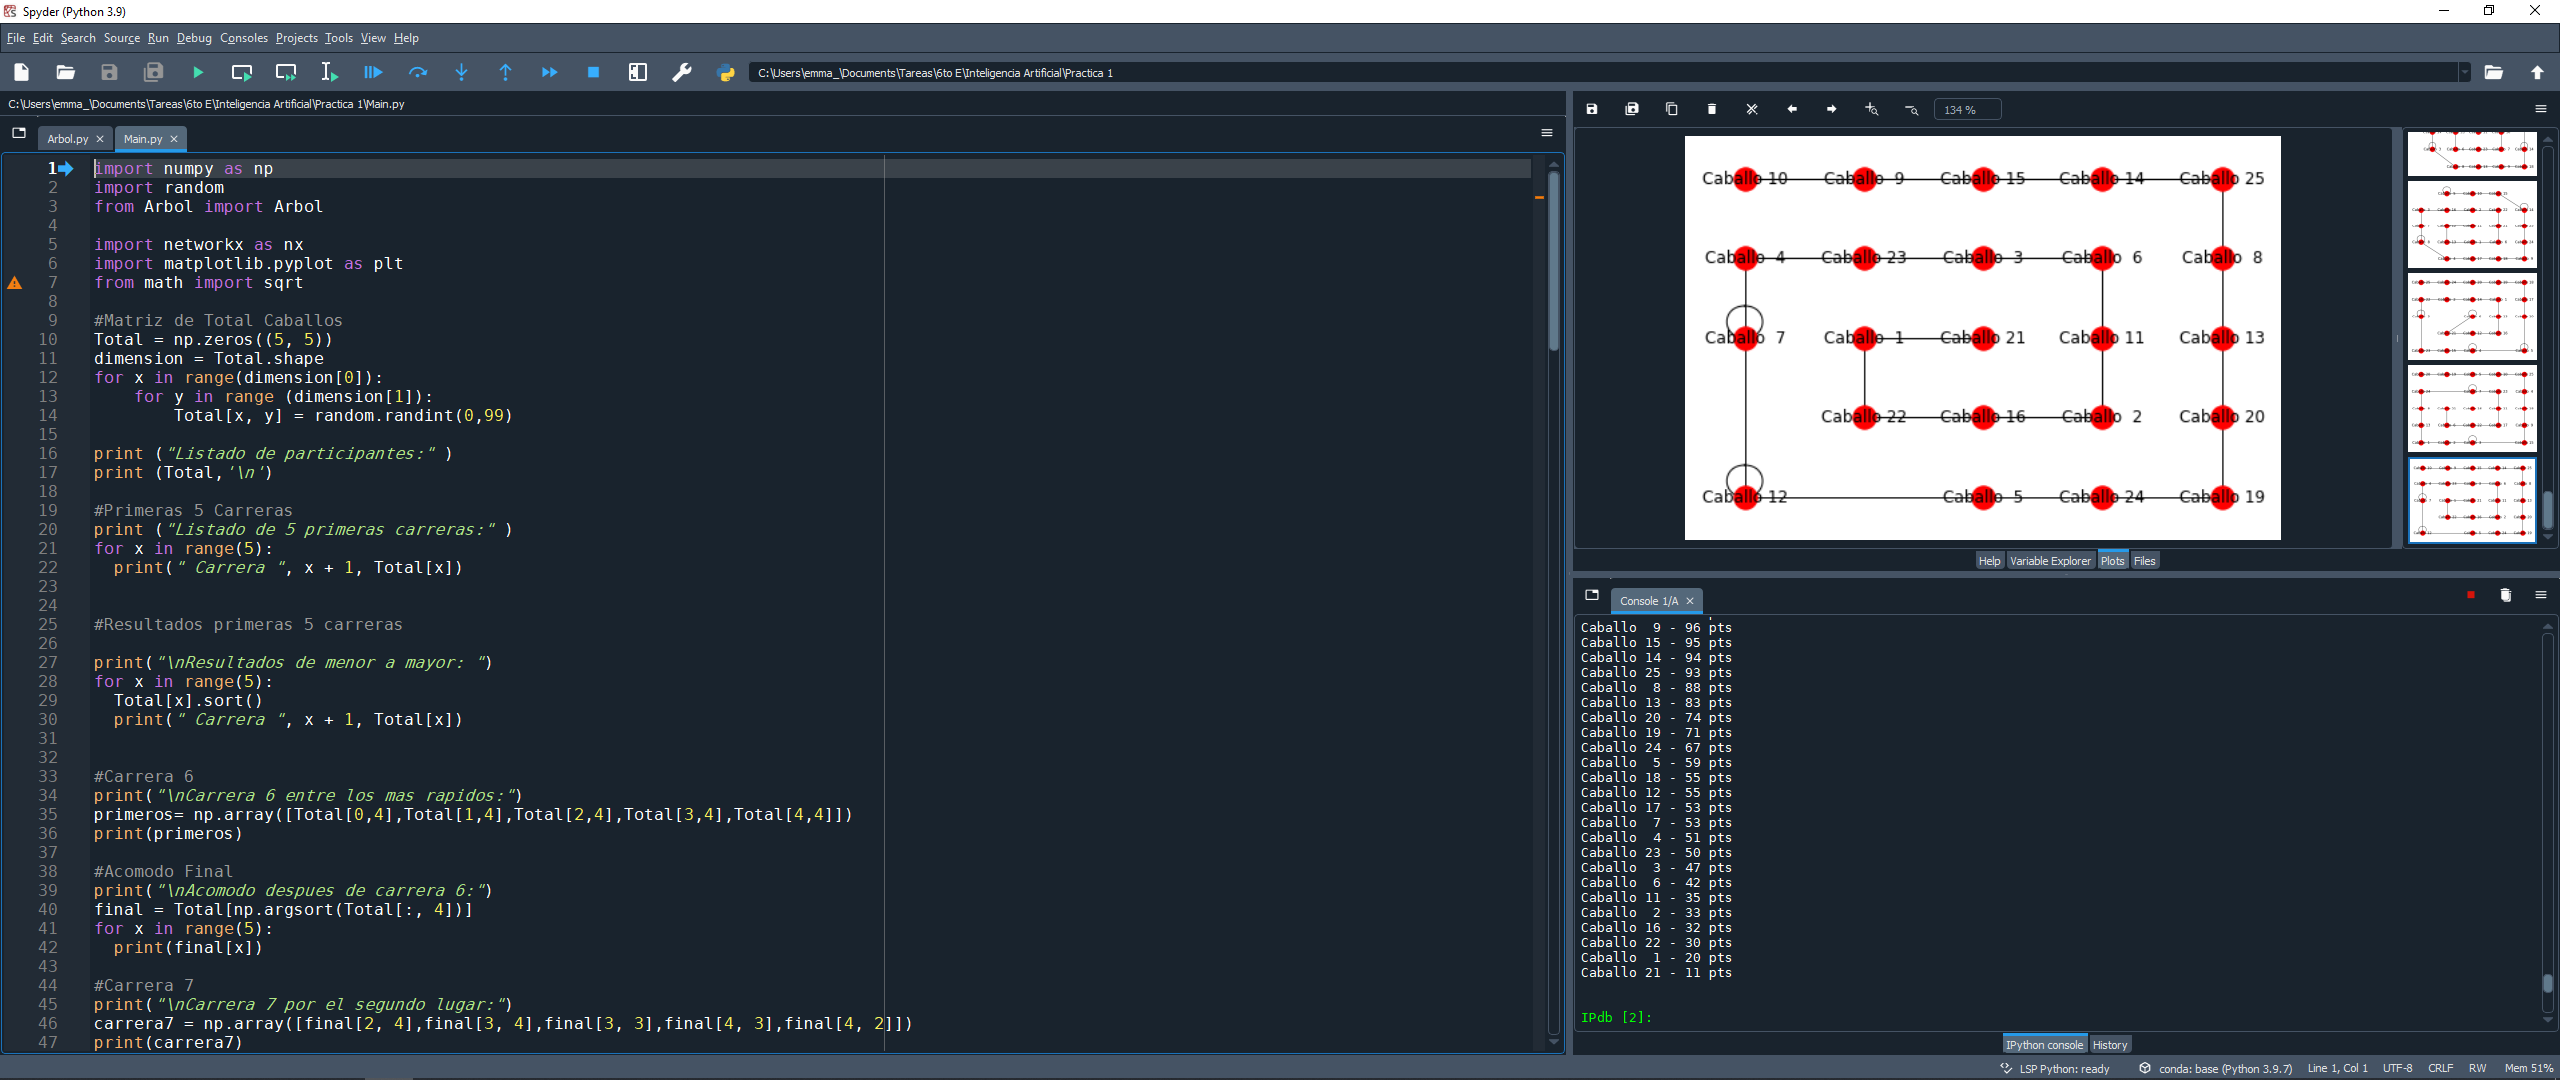 Spyder (Python 3.9)
File Edit Search Source Run Debug Consoles Projects Tools View Help
C:\Users\emma_\Documents\Tareas\6to E\Inteligencia Artificial\Practica 1
C:\Users\emma_\Documents\Tareas\6to E\Inteligencia Artificial\Practica 1\Main.py
Arbol.py Main.py
1 import numpy as np
2 import random
3 from Arbol import Arbol
4
5 import networkx as nx
6 import matplotlib.pyplot as plt
7 from math import sqrt
8
9 #Matriz de Total Caballos
10 Total = np.zeros((5, 5))
11 dimension = Total.shape
12 for x in range(dimension[0]):
13     for y in range (dimension[1]):
14         Total[x, y] = random.randint(0,99)
15
16 print ("Listado de participantes:" )
17 print (Total,'\n')
18
19 #Primeras 5 Carreras
20 print ("Listado de 5 primeras carreras:" )
21 for x in range(5):
22   print(" Carrera ", x + 1, Total[x])
23
24
25 #Resultados primeras 5 carreras
26
27 print("\nResultados de menor a mayor: ")
28 for x in range(5):
29   Total[x].sort()
30   print(" Carrera ", x + 1, Total[x])
31
32
33 #Carrera 6
34 print("\nCarrera 6 entre los mas rapidos:")
35 primeros= np.array([Total[0,4],Total[1,4],Total[2,4],Total[3,4],Total[4,4]])
36 print(primeros)
37
38 #Acomodo Final
39 print("\nAcomodo despues de carrera 6:")
40 final = Total[np.argsort(Total[:, 4])]
41 for x in range(5):
42   print(final[x])
43
44 #Carrera 7
45 print("\nCarrera 7 por el segundo lugar:")
46 carrera7 = np.array([final[2, 4],final[3, 4],final[3, 3],final[4, 3],final[4, 2]])
47 print(carrera7)
134 %
Caballo 10 Caballo 9 Caballo 15 Caballo 14 Caballo 25
Caballo 4 Caballo 23 Caballo 3 Caballo 6 Caballo 8
Caballo 7 Caballo 1 Caballo 21 Caballo 11 Caballo 13
Caballo 22 Caballo 16 Caballo 2 Caballo 20
Caballo 12 Caballo 5 Caballo 24 Caballo 19
Help Variable Explorer Plots Files
Console 1/A
Caballo  9 - 96 pts
Caballo 15 - 95 pts
Caballo 14 - 94 pts
Caballo 25 - 93 pts
Caballo  8 - 88 pts
Caballo 13 - 83 pts
Caballo 20 - 74 pts
Caballo 19 - 71 pts
Caballo 24 - 67 pts
Caballo  5 - 59 pts
Caballo 18 - 55 pts
Caballo 12 - 55 pts
Caballo 17 - 53 pts
Caballo  7 - 53 pts
Caballo  4 - 51 pts
Caballo 23 - 50 pts
Caballo  3 - 47 pts
Caballo  6 - 42 pts
Caballo 11 - 35 pts
Caballo  2 - 33 pts
Caballo 16 - 32 pts
Caballo 22 - 30 pts
Caballo  1 - 20 pts
Caballo 21 - 11 pts
IPdb [2]:
IPython console History
LSP Python: ready conda: base (Python 3.9.7) Line 1, Col 1 UTF-8 CRLF RW Mem 51%